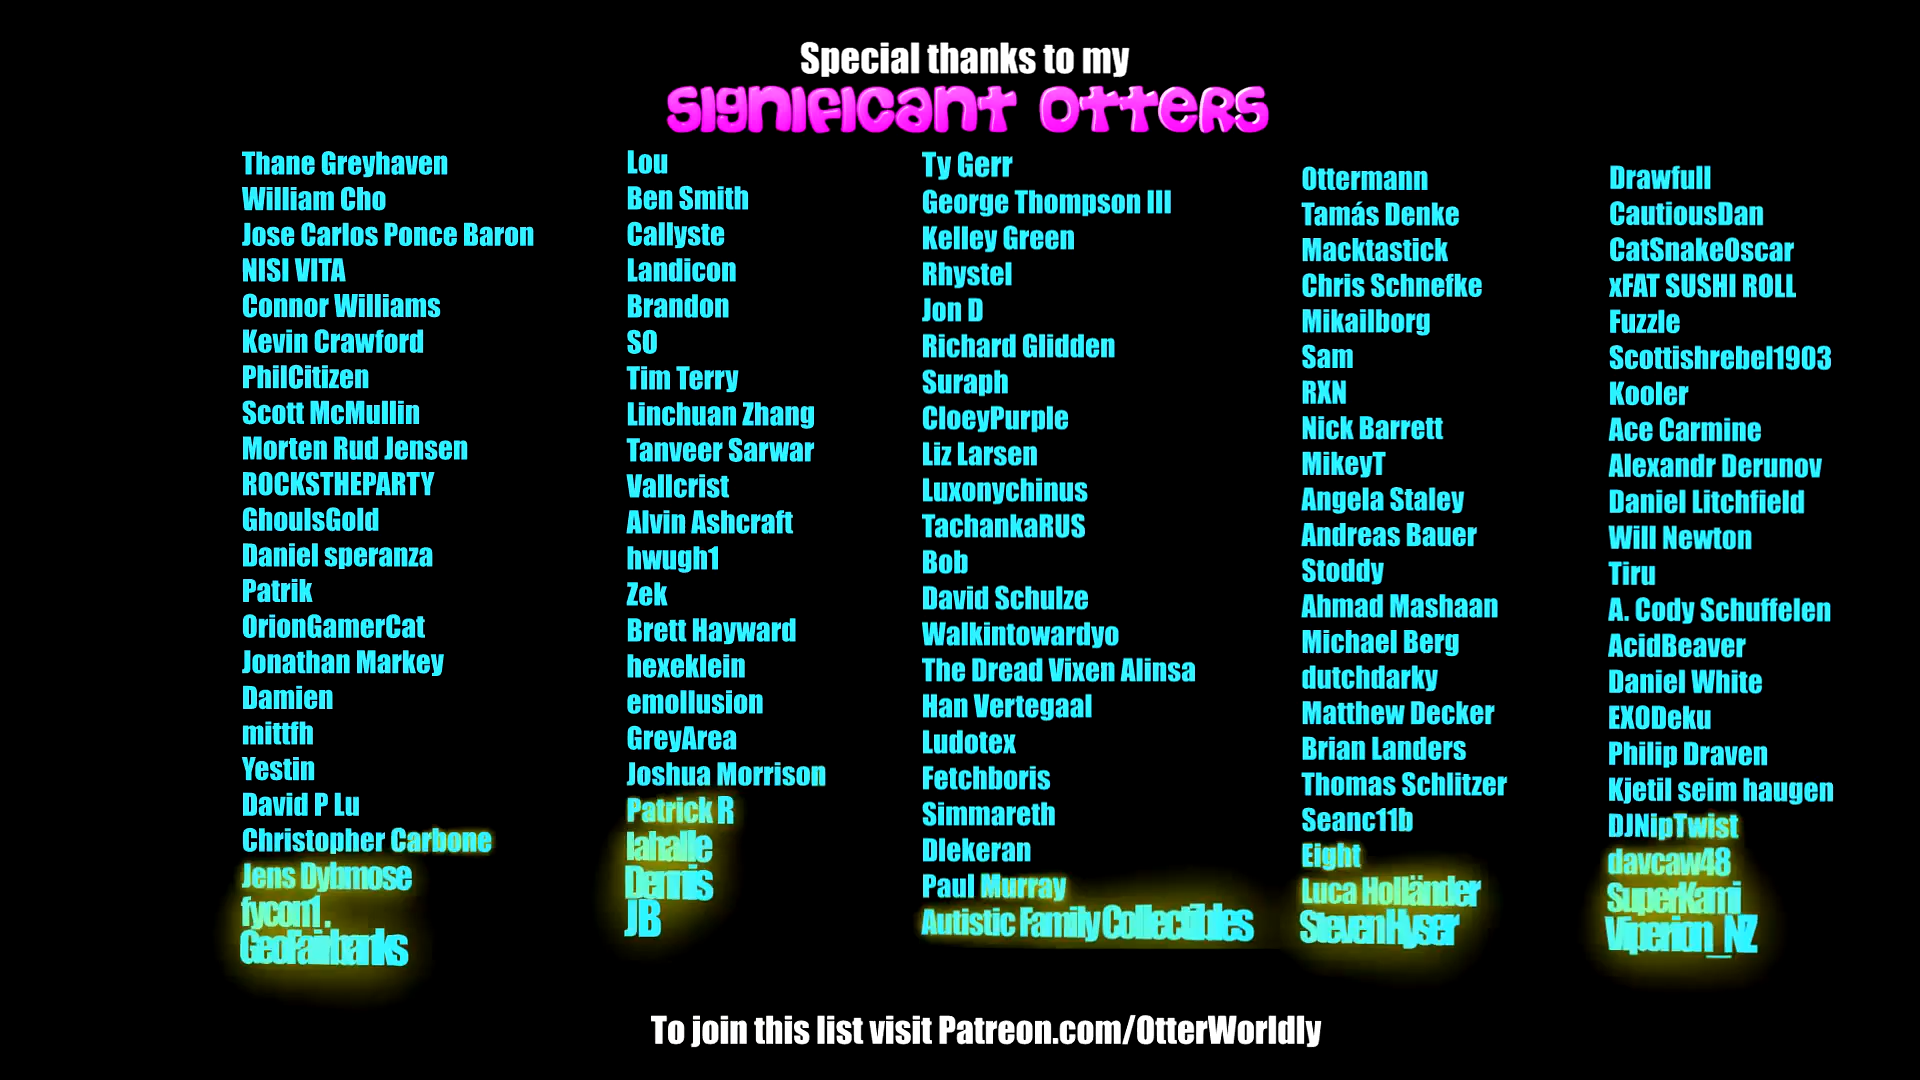 Special thanks to my
SIGNIFICANT OTTERS
Thane Greyhaven
William Cho
Jose Carlos Ponce Baron
NISI VITA
Connor Williams
Kevin Crawford
PhilCitizen
Scott McMullin
Morten Rud Jensen
ROCKSTHEPARTY
GhoulsGold
Daniel speranza
Patrik
OrionGamerCat
Jonathan Markey
Damien
mittfh
Yestin
David P Lu
Christopher Carbone
Jens Dybmose
fycom1 .
GeoFairbanks
Lou
Ben Smith
Callyste
Landicon
Brandon
SO
Tim Terry
Linchuan Zhang
Tanveer Sarwar
Vallcrist
Alvin Ashcraft
hwugh1
Zek
Brett Hayward
hexeklein
emollusion
GreyArea
Joshua Morrison
Patrick R
lahalle
Dennis
JB
Ty Gerr
George Thompson III
Kelley Green
Rhystel
Jon D
Richard Glidden
Suraph
CloeyPurple
Liz Larsen
Luxonychinus
TachankaRUS
Bob
David Schulze
Walkintowardyo
The Dread Vixen Alinsa
Han Vertegaal
Ludotex
Fetchboris
Simmareth
Dlekeran
Paul Murray
Autistic Family Collectibles
Ottermann
Tamás Denke
Macktastick
Chris Schnefke
Mikailborg
Sam
RXN
Nick Barrett
MikeyT
Angela Staley
Andreas Bauer
Stoddy
Ahmad Mashaan
Michael Berg
dutchdarky
Matthew Decker
Brian Landers
Thomas Schlitzer
Seanc11b
Eight
Luca Holländer
Steven Hyser
Drawfull
CautiousDan
CatSnakeOscar
xFAT SUSHI ROLL
Fuzzle
Scottishrebel1903
Kooler
Ace Carmine
Alexandr Derunov
Daniel Litchfield
Will Newton
Tiru
A. Cody Schuffelen
AcidBeaver
Daniel White
EXODeku
Philip Draven
Kjetil seim haugen
DJNipTwist
davcaw48
SuperKami
Viperion_NZ
To join this list visit Patreon.com/OtterWorldly